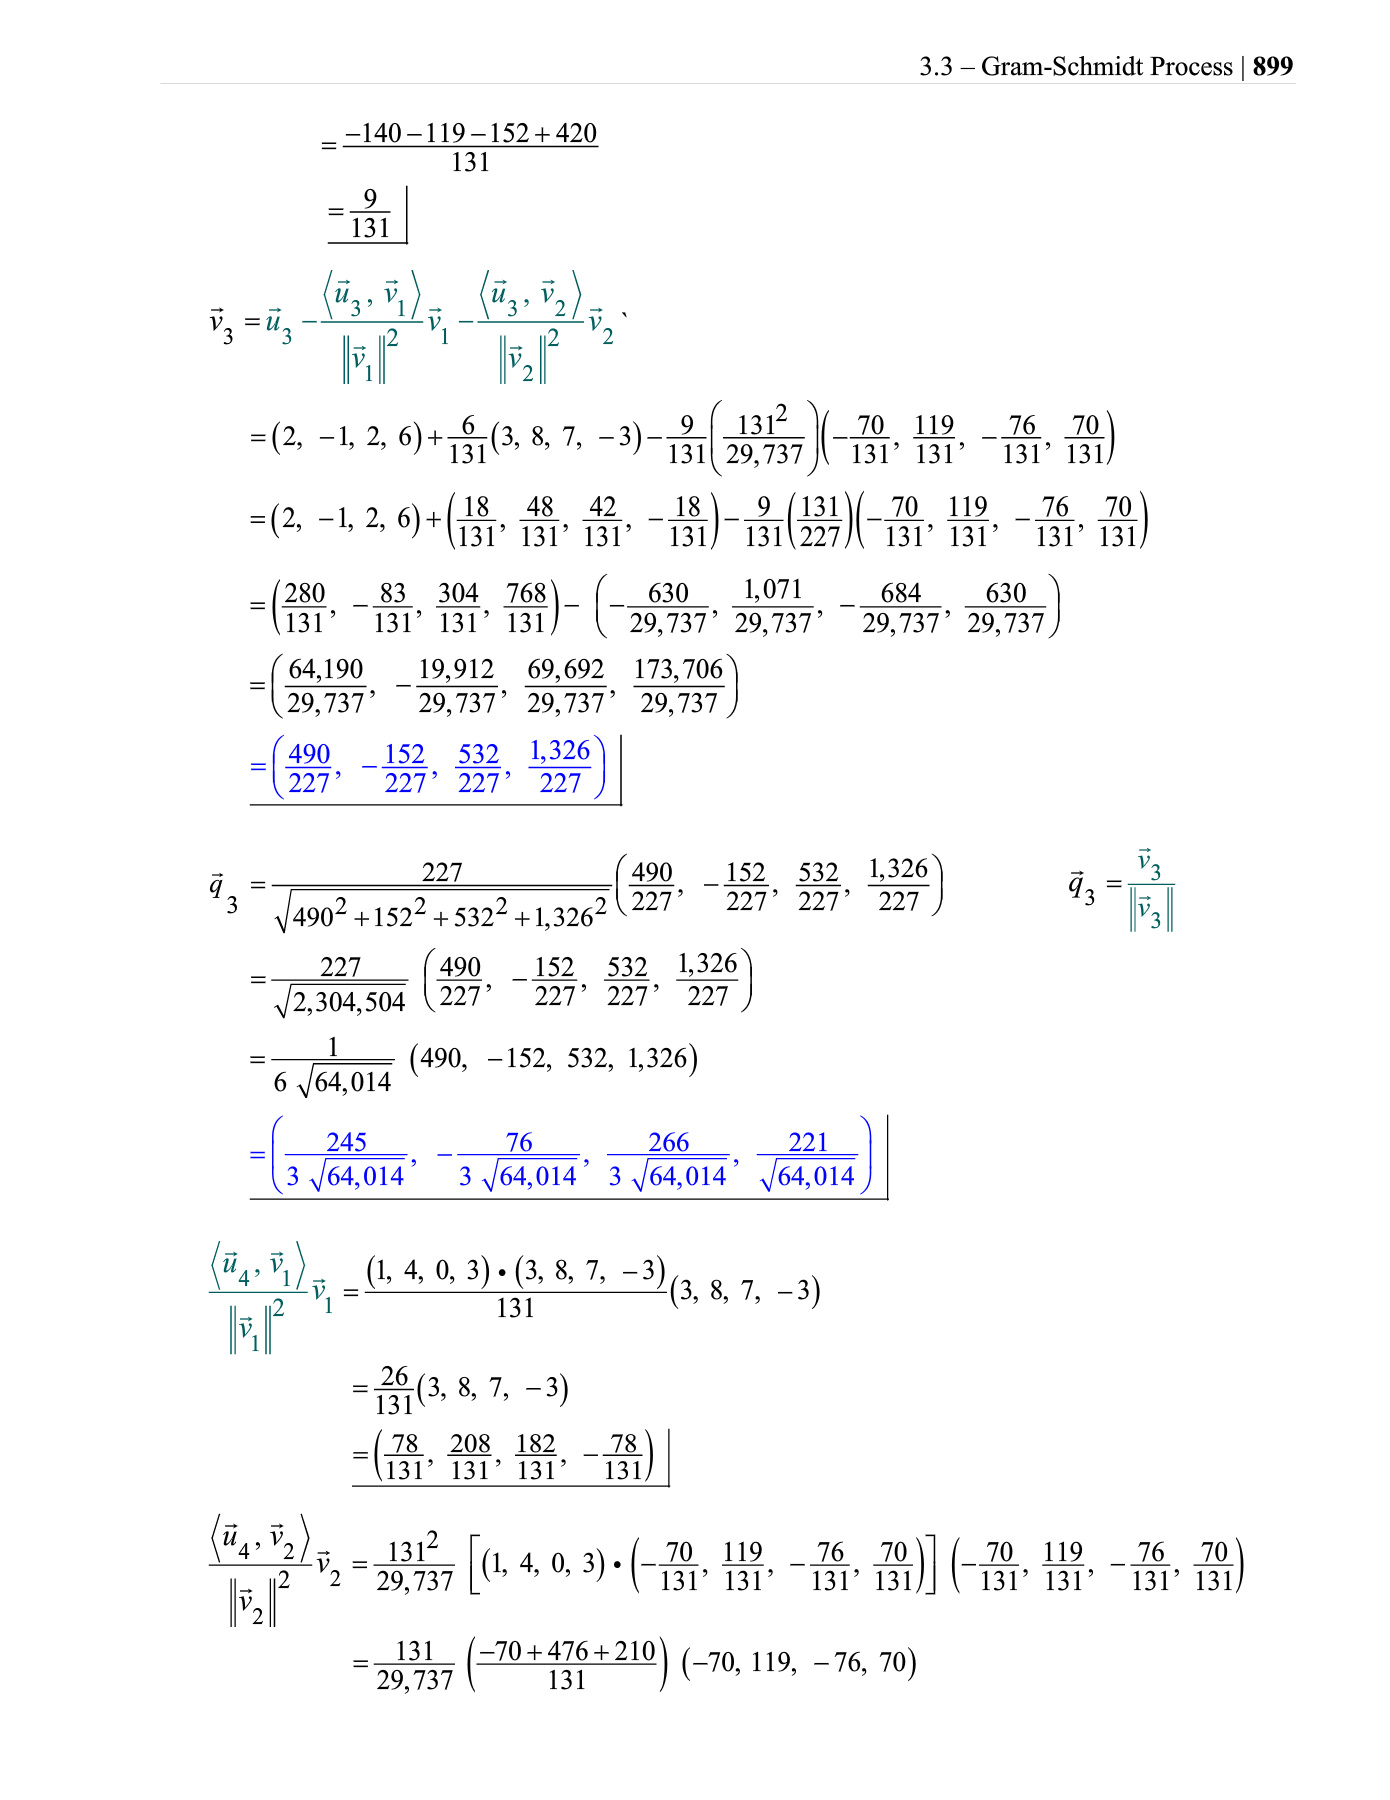 3.3 – Gram-Schmidt Process | 899
= \frac{-140-119-152+420}{131}
= \frac{9}{131}
\vec{v}_3 = \vec{u}_3 - \frac{\langle \vec{u}_3, \vec{v}_1 \rangle}{\|\vec{v}_1\|^2} \vec{v}_1 - \frac{\langle \vec{u}_3, \vec{v}_2 \rangle}{\|\vec{v}_2\|^2} \vec{v}_2 `
= (2, -1, 2, 6) + \frac{6}{131}(3, 8, 7, -3) - \frac{9}{131}\left(\frac{131^2}{29,737}\right)\left(-\frac{70}{131}, \frac{119}{131}, -\frac{76}{131}, \frac{70}{131}\right)
= (2, -1, 2, 6) + \left(\frac{18}{131}, \frac{48}{131}, \frac{42}{131}, -\frac{18}{131}\right) - \frac{9}{131}\left(\frac{131}{227}\right)\left(-\frac{70}{131}, \frac{119}{131}, -\frac{76}{131}, \frac{70}{131}\right)
= \left(\frac{280}{131}, -\frac{83}{131}, \frac{304}{131}, \frac{768}{131}\right) - \left(-\frac{630}{29,737}, \frac{1,071}{29,737}, -\frac{684}{29,737}, \frac{630}{29,737}\right)
= \left(\frac{64,190}{29,737}, -\frac{19,912}{29,737}, \frac{69,692}{29,737}, \frac{173,706}{29,737}\right)
= \left(\frac{490}{227}, -\frac{152}{227}, \frac{532}{227}, \frac{1,326}{227}\right)
\vec{q}_3 = \frac{227}{\sqrt{490^2+152^2+532^2+1,326^2}} \left(\frac{490}{227}, -\frac{152}{227}, \frac{532}{227}, \frac{1,326}{227}\right) \vec{q}_3 = \frac{\vec{v}_3}{\|\vec{v}_3\|}
= \frac{227}{\sqrt{2,304,504}} \left(\frac{490}{227}, -\frac{152}{227}, \frac{532}{227}, \frac{1,326}{227}\right)
= \frac{1}{6\sqrt{64,014}} (490, -152, 532, 1,326)
= \left(\frac{245}{3\sqrt{64,014}}, -\frac{76}{3\sqrt{64,014}}, \frac{266}{3\sqrt{64,014}}, \frac{221}{\sqrt{64,014}}\right)
\frac{\langle \vec{u}_4, \vec{v}_1 \rangle}{\|\vec{v}_1\|^2} \vec{v}_1 = \frac{(1, 4, 0, 3) • (3, 8, 7, -3)}{131} (3, 8, 7, -3)
= \frac{26}{131}(3, 8, 7, -3)
= \left(\frac{78}{131}, \frac{208}{131}, \frac{182}{131}, -\frac{78}{131}\right)
\frac{\langle \vec{u}_4, \vec{v}_2 \rangle}{\|\vec{v}_2\|^2} \vec{v}_2 = \frac{131^2}{29,737} \left[(1, 4, 0, 3) • \left(-\frac{70}{131}, \frac{119}{131}, -\frac{76}{131}, \frac{70}{131}\right)\right] \left(-\frac{70}{131}, \frac{119}{131}, -\frac{76}{131}, \frac{70}{131}\right)
= \frac{131}{29,737} \left(\frac{-70+476+210}{131}\right) (-70, 119, -76, 70)